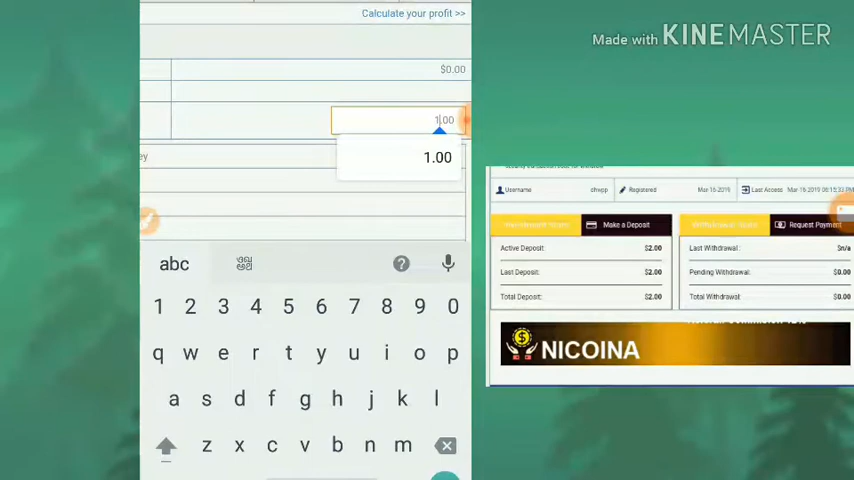 Calculate your profit >>
Made with KINEMASTER
$0.00
1.00
ey
1.00
abc
1 2 3 4 5 6 7 8 9 0
q w e r t y u i o p
a s d f g h j k l
z x c v b n m
Username
Registered
Mar-16-2019
Last Access
Make a Deposit
Request Payment
Active Deposit:
$2.00
Last Deposit:
$2.00
Total Deposit:
$2.00
Last Withdrawal:
$n/a
Pending Withdrawal:
$0.00
Total Withdrawal:
$0.00
NICOINA